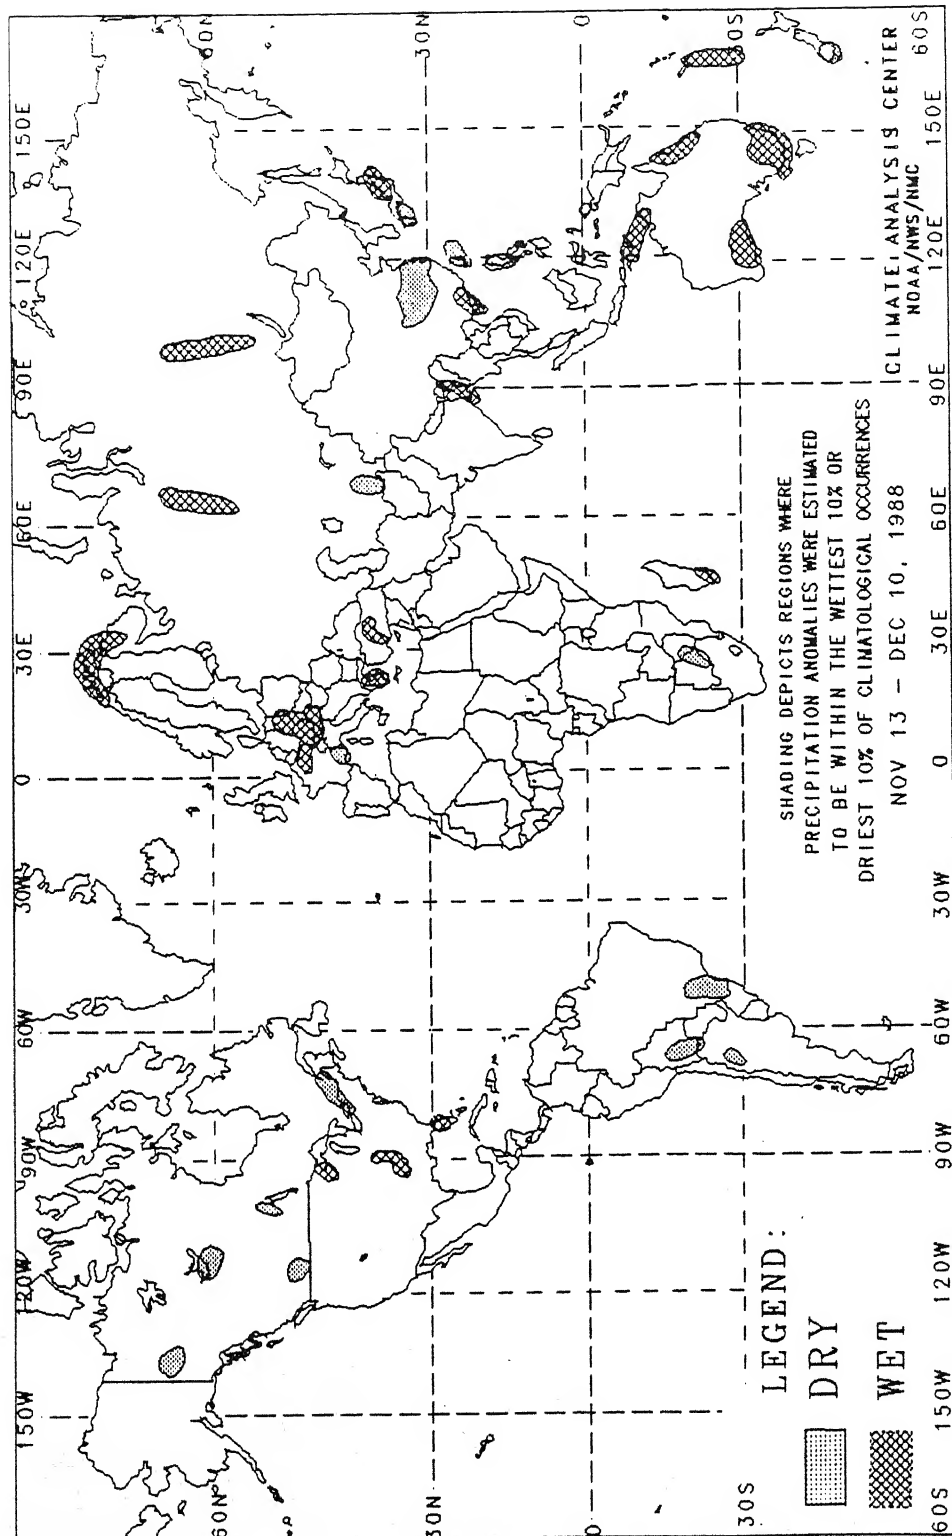 150W 120W 90W 60W 30W 0 30E 60E 90E 120E 150E
60N 60N
30N 30N
0 0
SHADING DEPICTS REGIONS WHERE
PRECIPITATION ANOMALIES WERE ESTIMATED
TO BE WITHIN THE WETTEST 10% OR
DRIEST 10% OF CLIMATOLOGICAL OCCURRENCES
NOV 13 - DEC 10, 1988
30S 30S
LEGEND:
DRY
WET
CLIMATE ANALYSIS CENTER
NOAA/NWS/NMC
60S 60S
150W 120W 90W 60W 30W 0 30E 60E 90E 120E 150E